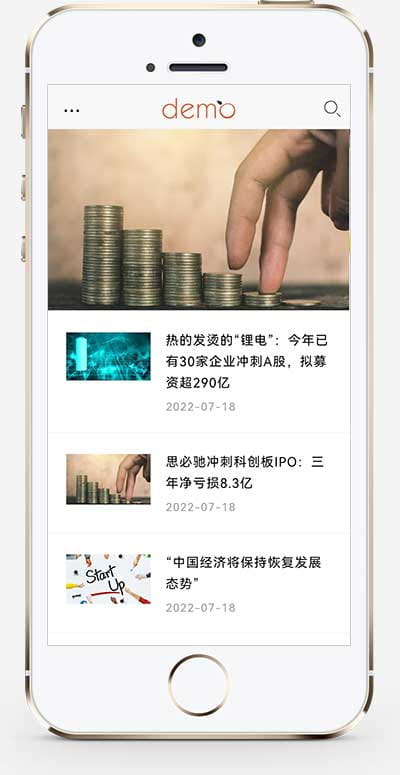 demo
热的发烫的“锂电”：今年已
有30家企业冲刺A股，拟募
资超290亿
2022-07-18
思必驰冲刺科创板IPO：三
年净亏损8.3亿
2022-07-18
Start
Up
“中国经济将保持恢复发展
态势”
2022-07-18